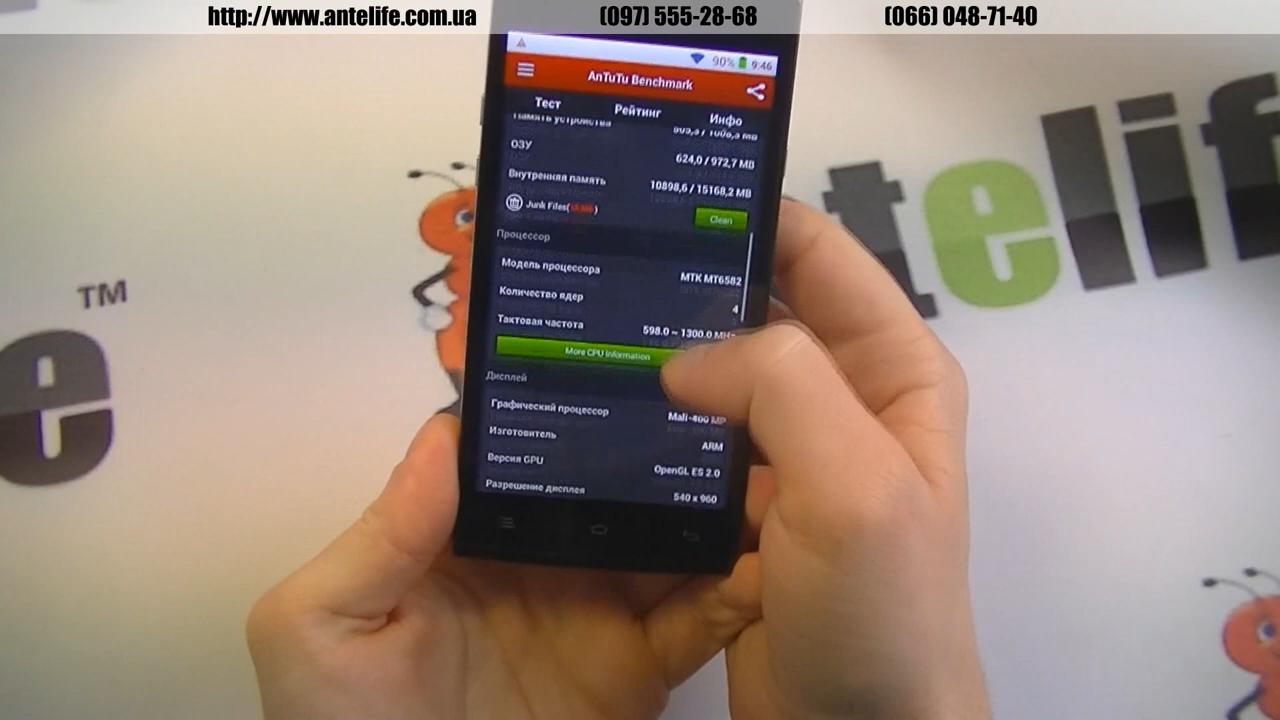 http://www.antelife.com.ua (097) 555-28-68 (066) 048-71-40
90% 9:46
AnTuTu Benchmark
Тест Рейтинг Инфо
Память устройства
ОЗУ 624,0 / 972,7 MB
Внутренняя память 10898,6 / 15168,2 MB
Junk Files( ) Clean
Процессор
Модель процессора MTK MT6582
Количество ядер 4
Тактовая частота 598.0 ~ 1300.0 MHz
More CPU Information
Дисплей
Графический процессор Mali-400 MP
Изготовитель ARM
Версия GPU OpenGL ES 2.0
Разрешение дисплея 540 x 960
TM
e
telif